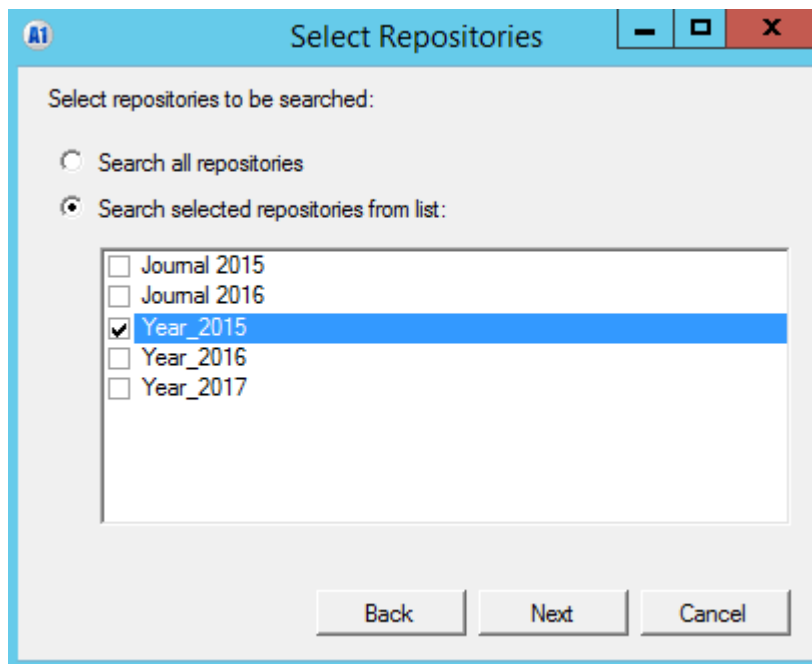 A1
Select Repositories
Select repositories to be searched:
Search all repositories
Search selected repositories from list:
Journal 2015
Journal 2016
Year_2015
Year_2016
Year_2017
Back
Next
Cancel